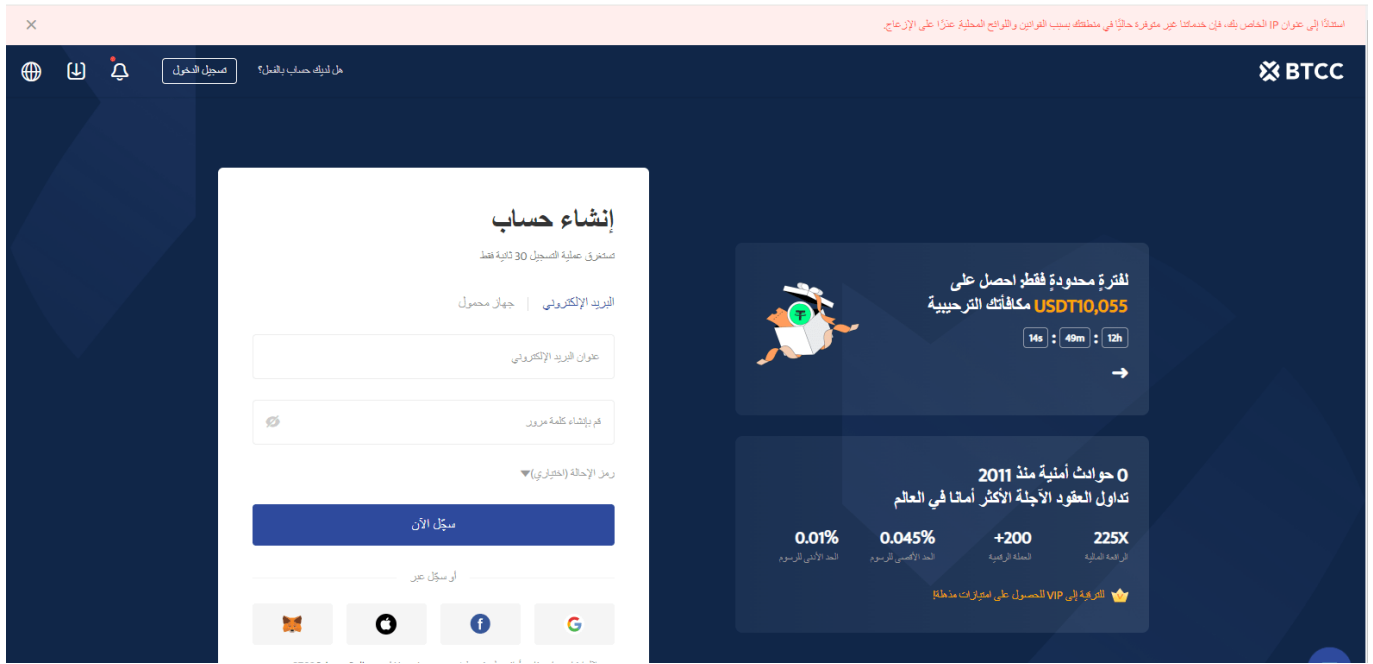 استنادًا إلى عنوان IP الخاص بك، فإن خدماتنا غير متوفرة حاليًا في منطقتك بسبب القوانين واللوائح المحلية. عذرًا على الإزعاج.
BTCC
هل لديك حساب بالفعل؟
تسجيل الدخول
إنشاء حساب
تستغرق عملية التسجيل 30 ثانية فقط
البريد الإلكتروني | جهاز محمول
عنوان البريد الإلكتروني
قم بإنشاء كلمة مرور
رمز الإحالة (اختياري)
سجّل الآن
أو سجّل عبر
لفترةٍ محدودةٍ فقط: احصل على
USDT10,055 مكافأتك الترحيبية
12h : 49m : 14s
0 حوادث أمنية منذ 2011
تداول العقود الآجلة الأكثر أمانا في العالم
225X
الرافعة المالية
+200
العملة الرقمية
0.045%
الحد الأقصى للرسوم
0.01%
الحد الأدنى للرسوم
للترقية إلى VIP للحصول على امتيازات مذهلة!